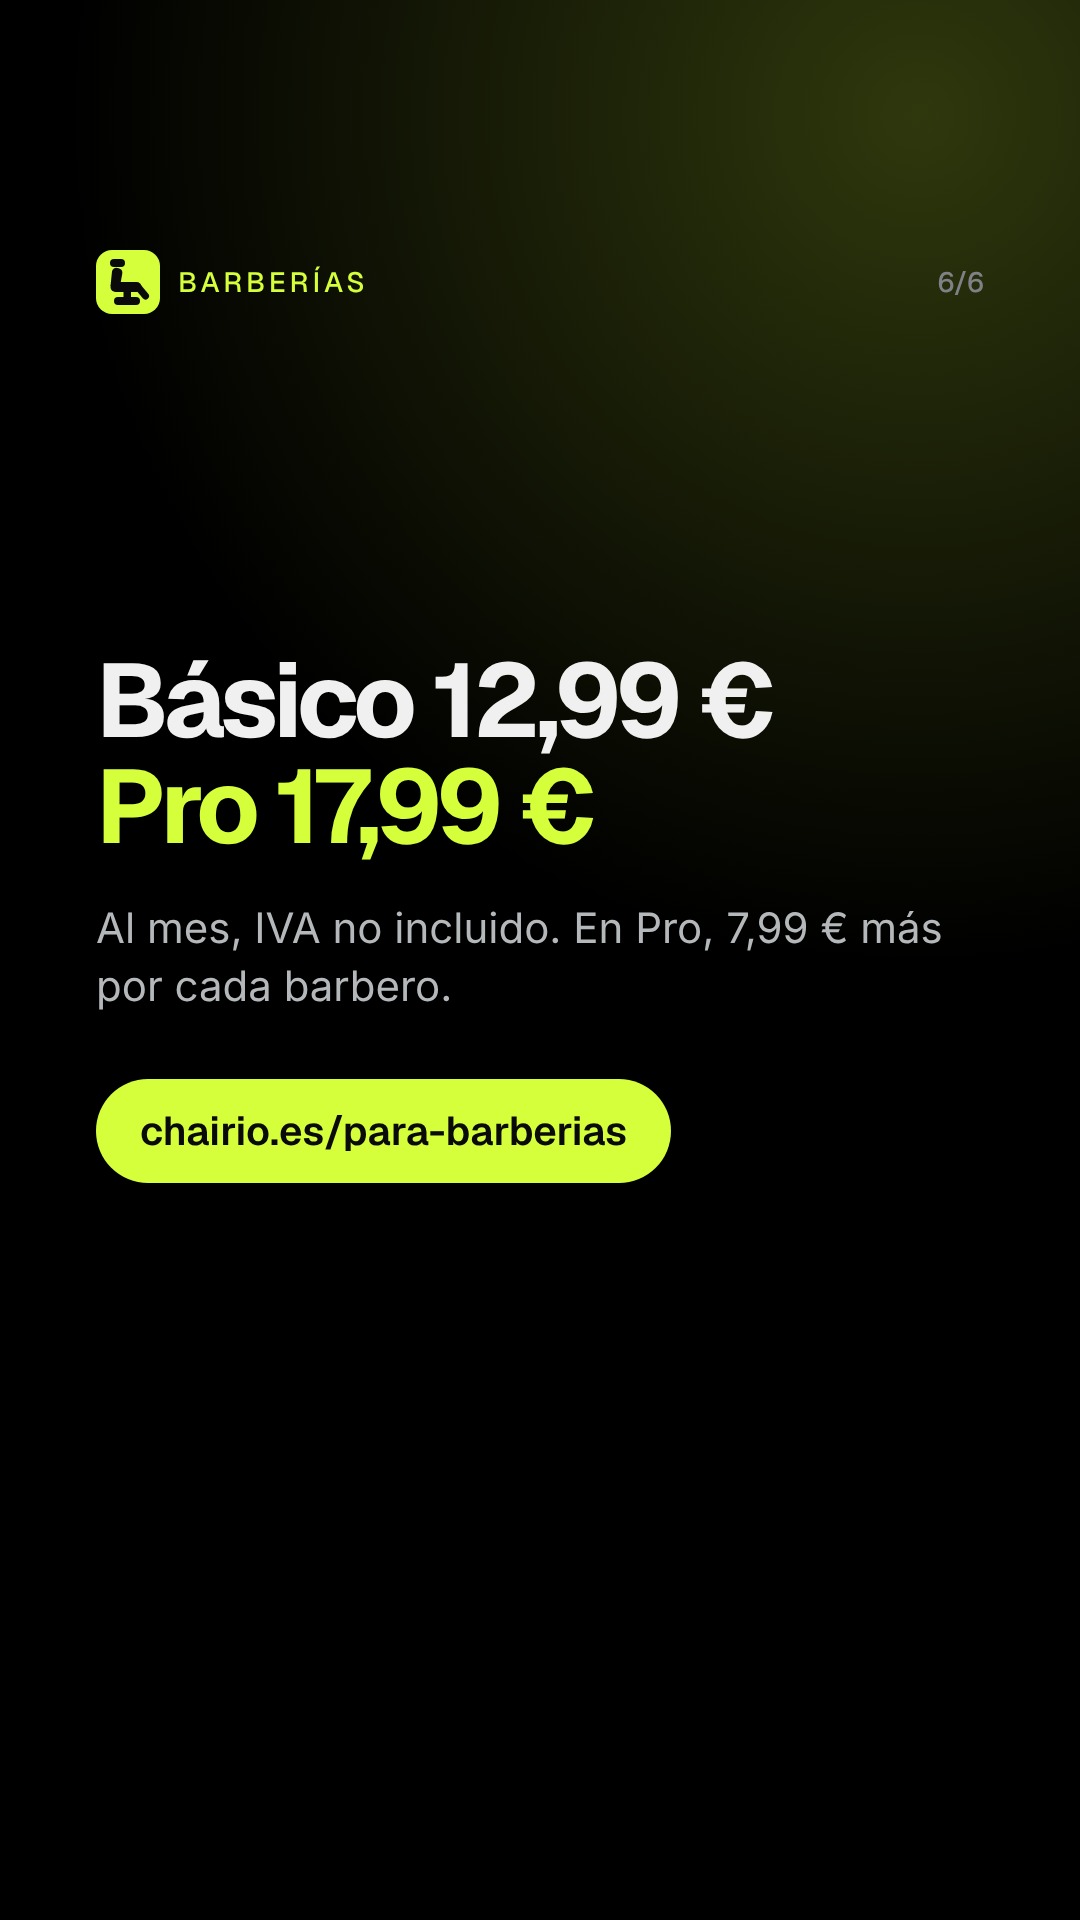 BARBERÍAS
6/6
Básico 12,99 €
Pro 17,99 €
Al mes, IVA no incluido. En Pro, 7,99 € más
por cada barbero.
chairio.es/para-barberias